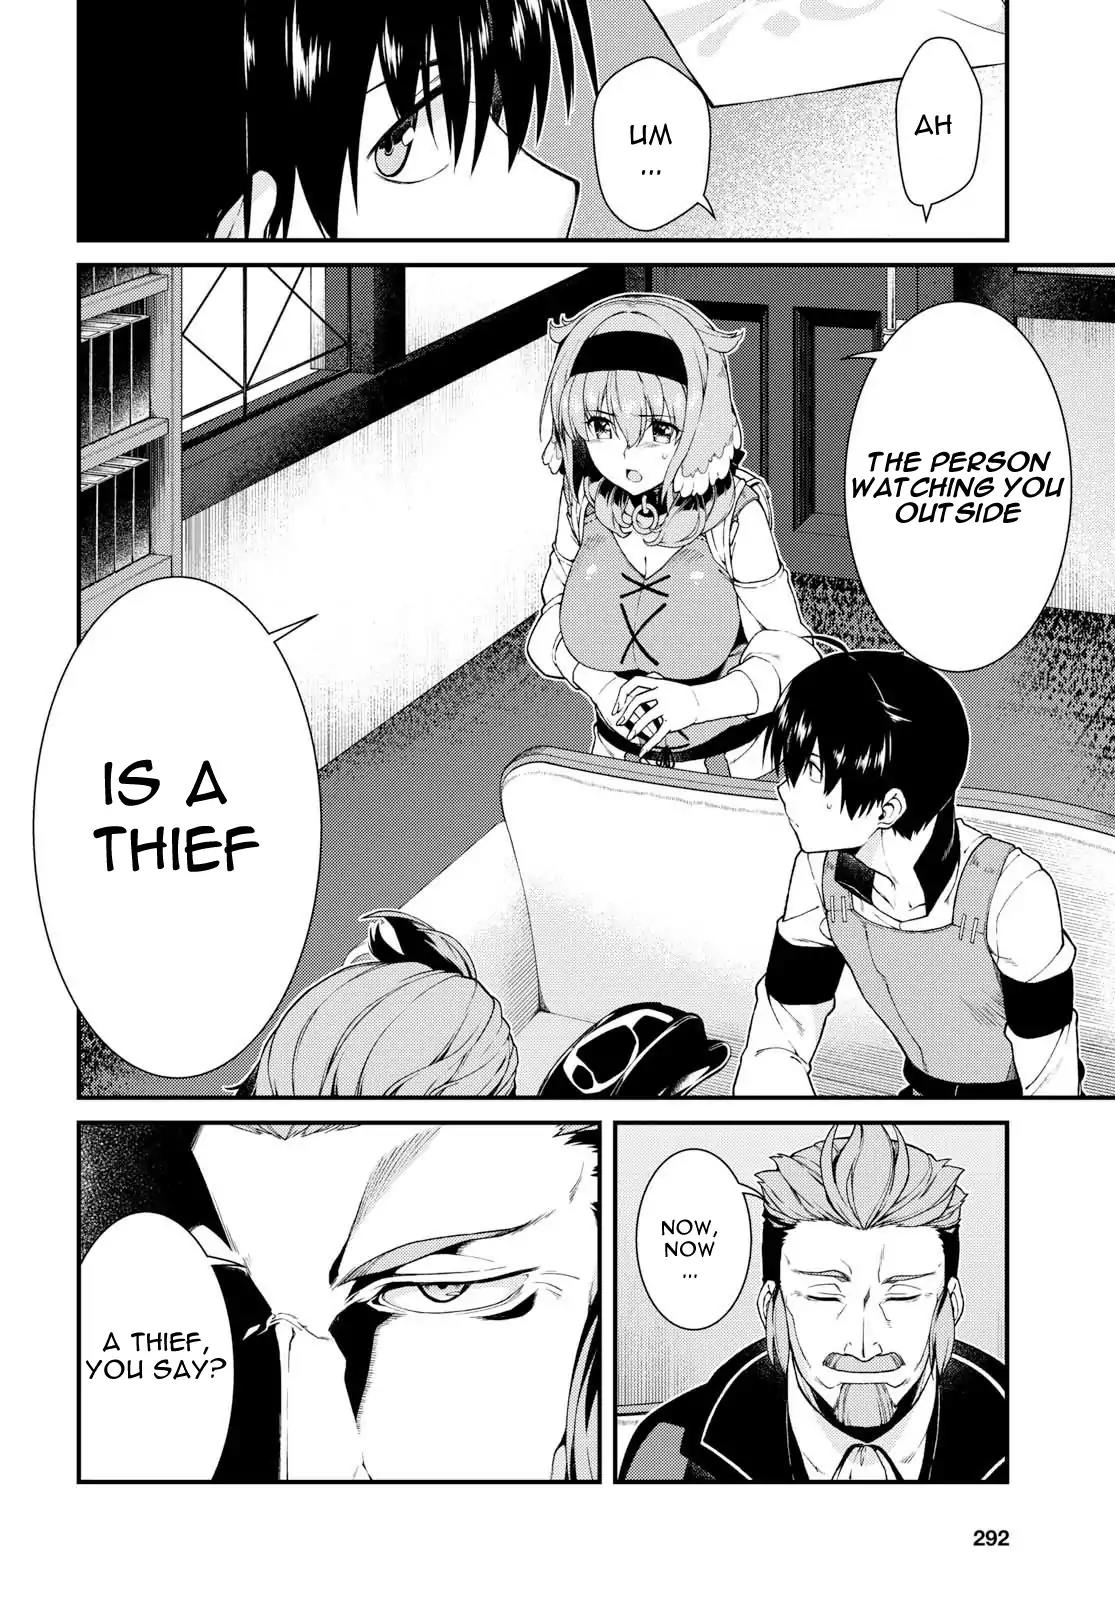 AH
UM
...
THE PERSON
WATCHING YOU
OUTSIDE
IS A
THIEF
NOW,
NOW
...
A THIEF,
YOU SAY?
292